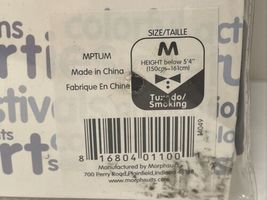 SIZE/TAILLE
MPTUM
M
HEIGHT below 5'4"
(150cm-161cm)
Made in China
Fabrique En Chine
Tuxedo/
Smoking
8 16804 01100
Manufactured by Morphsuits
700 Perry Road, Plainfield, Indiana
www.morphsuits.com